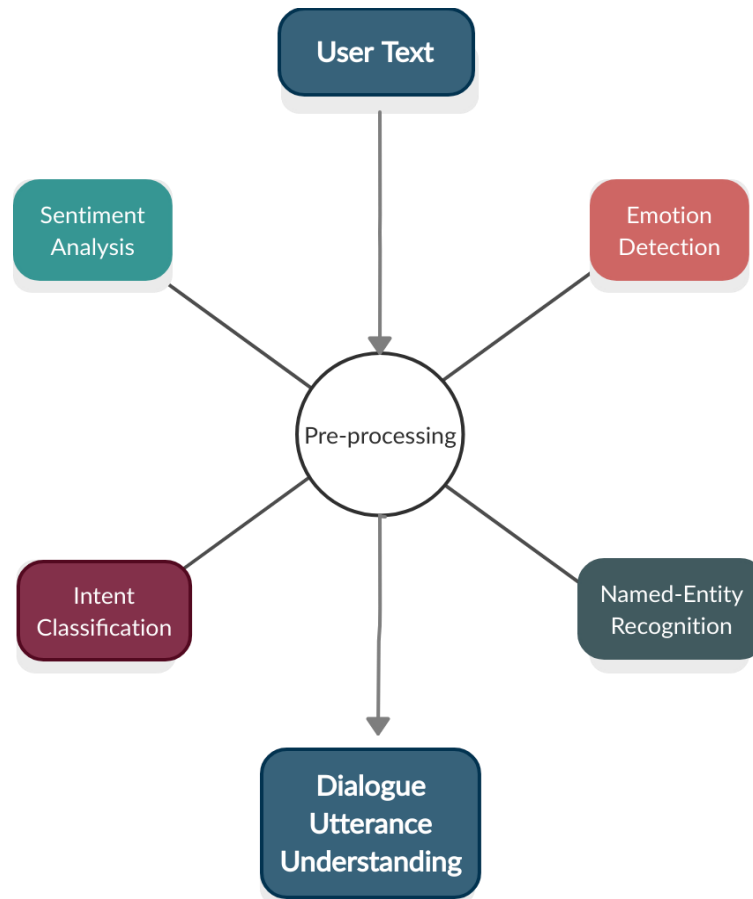 User Text
Sentiment
Analysis
Emotion
Detection
Pre-processing
Intent
Classification
Named-Entity
Recognition
Dialogue
Utterance
Understanding